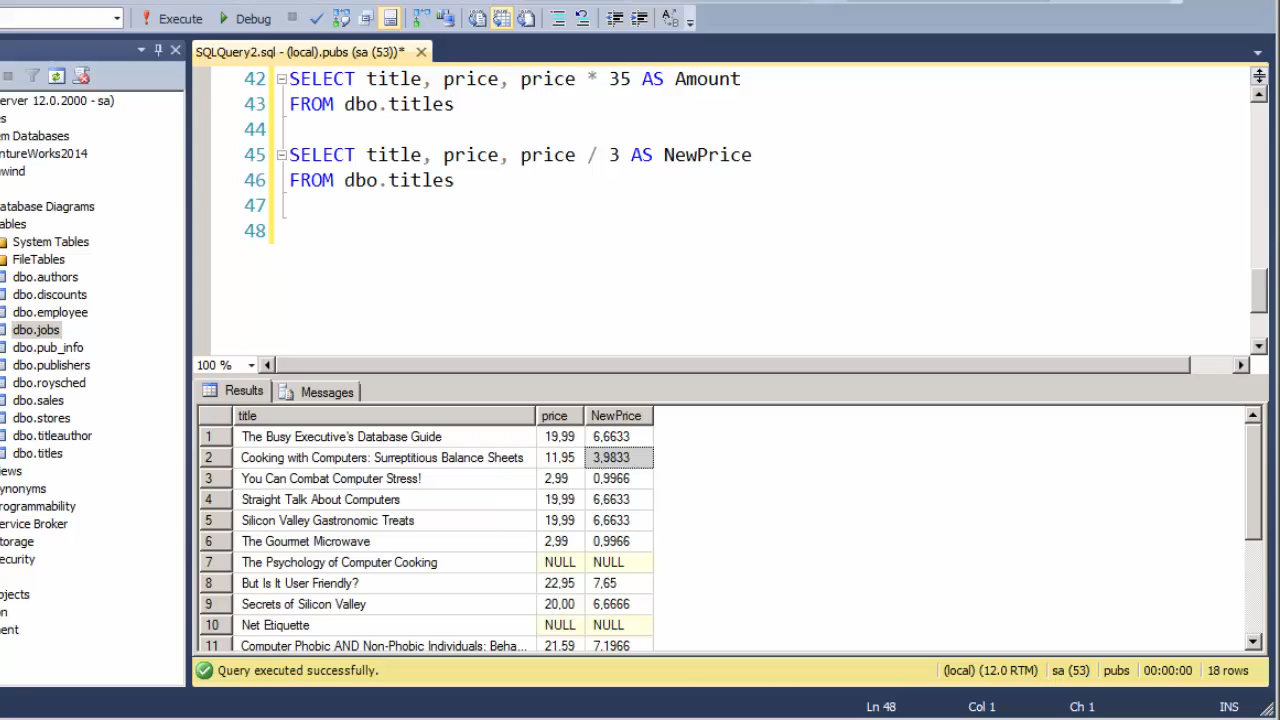 Execute Debug
SQLQuery2.sql - (local).pubs (sa (53))*
erver 12.0.2000 - sa)
es
em Databases
ntureWorks2014
wind
atabase Diagrams
ables
System Tables
FileTables
dbo.authors
dbo.discounts
dbo.employee
dbo.jobs
dbo.pub_info
dbo.publishers
dbo.roysched
dbo.sales
dbo.stores
dbo.titleauthor
dbo.titles
iews
ynonyms
rogrammability
ervice Broker
torage
ecurity
bjects
on
ment
42 SELECT title, price, price * 35 AS Amount
43 FROM dbo.titles
44
45 SELECT title, price, price / 3 AS NewPrice
46 FROM dbo.titles
47
48
100 %
Results Messages
title price NewPrice
1 The Busy Executive's Database Guide 19,99 6,6633
2 Cooking with Computers: Surreptitious Balance Sheets 11,95 3,9833
3 You Can Combat Computer Stress! 2,99 0,9966
4 Straight Talk About Computers 19,99 6,6633
5 Silicon Valley Gastronomic Treats 19,99 6,6633
6 The Gourmet Microwave 2,99 0,9966
7 The Psychology of Computer Cooking NULL NULL
8 But Is It User Friendly? 22,95 7,65
9 Secrets of Silicon Valley 20,00 6,6666
10 Net Etiquette NULL NULL
11 Computer Phobic AND Non-Phobic Individuals: Beha... 21,59 7,1966
Query executed successfully. (local) (12.0 RTM) sa (53) pubs 00:00:00 18 rows
Ln 48 Col 1 Ch 1 INS